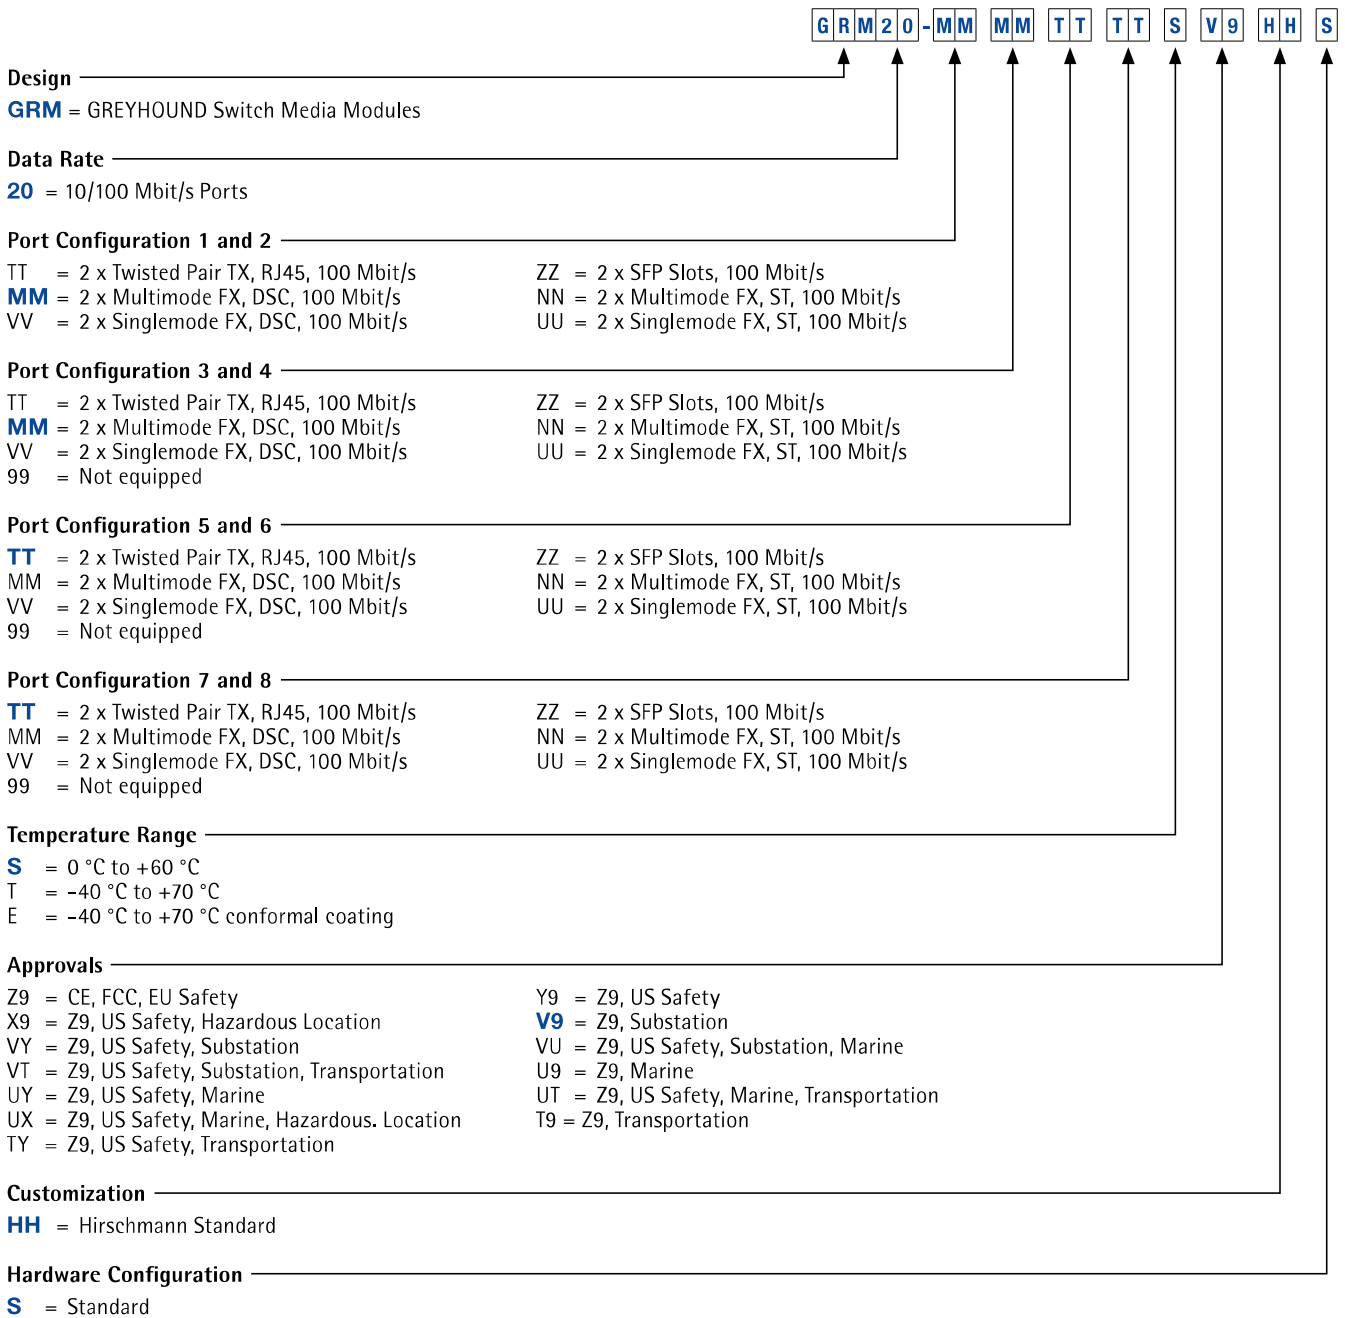 GRM20-MM MM TT TT S V9 HH S
Design
GRM = GREYHOUND Switch Media Modules
Data Rate
20 = 10/100 Mbit/s Ports
Port Configuration 1 and 2
TT = 2 x Twisted Pair TX, RJ45, 100 Mbit/s ZZ = 2 x SFP Slots, 100 Mbit/s
MM = 2 x Multimode FX, DSC, 100 Mbit/s NN = 2 x Multimode FX, ST, 100 Mbit/s
VV = 2 x Singlemode FX, DSC, 100 Mbit/s UU = 2 x Singlemode FX, ST, 100 Mbit/s
Port Configuration 3 and 4
TT = 2 x Twisted Pair TX, RJ45, 100 Mbit/s ZZ = 2 x SFP Slots, 100 Mbit/s
MM = 2 x Multimode FX, DSC, 100 Mbit/s NN = 2 x Multimode FX, ST, 100 Mbit/s
VV = 2 x Singlemode FX, DSC, 100 Mbit/s UU = 2 x Singlemode FX, ST, 100 Mbit/s
99 = Not equipped
Port Configuration 5 and 6
TT = 2 x Twisted Pair TX, RJ45, 100 Mbit/s ZZ = 2 x SFP Slots, 100 Mbit/s
MM = 2 x Multimode FX, DSC, 100 Mbit/s NN = 2 x Multimode FX, ST, 100 Mbit/s
VV = 2 x Singlemode FX, DSC, 100 Mbit/s UU = 2 x Singlemode FX, ST, 100 Mbit/s
99 = Not equipped
Port Configuration 7 and 8
TT = 2 x Twisted Pair TX, RJ45, 100 Mbit/s ZZ = 2 x SFP Slots, 100 Mbit/s
MM = 2 x Multimode FX, DSC, 100 Mbit/s NN = 2 x Multimode FX, ST, 100 Mbit/s
VV = 2 x Singlemode FX, DSC, 100 Mbit/s UU = 2 x Singlemode FX, ST, 100 Mbit/s
99 = Not equipped
Temperature Range
S = 0 °C to +60 °C
T = -40 °C to +70 °C
E = -40 °C to +70 °C conformal coating
Approvals
Z9 = CE, FCC, EU Safety Y9 = Z9, US Safety
X9 = Z9, US Safety, Hazardous Location V9 = Z9, Substation
VY = Z9, US Safety, Substation VU = Z9, US Safety, Substation, Marine
VT = Z9, US Safety, Substation, Transportation U9 = Z9, Marine
UY = Z9, US Safety, Marine UT = Z9, US Safety, Marine, Transportation
UX = Z9, US Safety, Marine, Hazardous. Location T9 = Z9, Transportation
TY = Z9, US Safety, Transportation
Customization
HH = Hirschmann Standard
Hardware Configuration
S = Standard